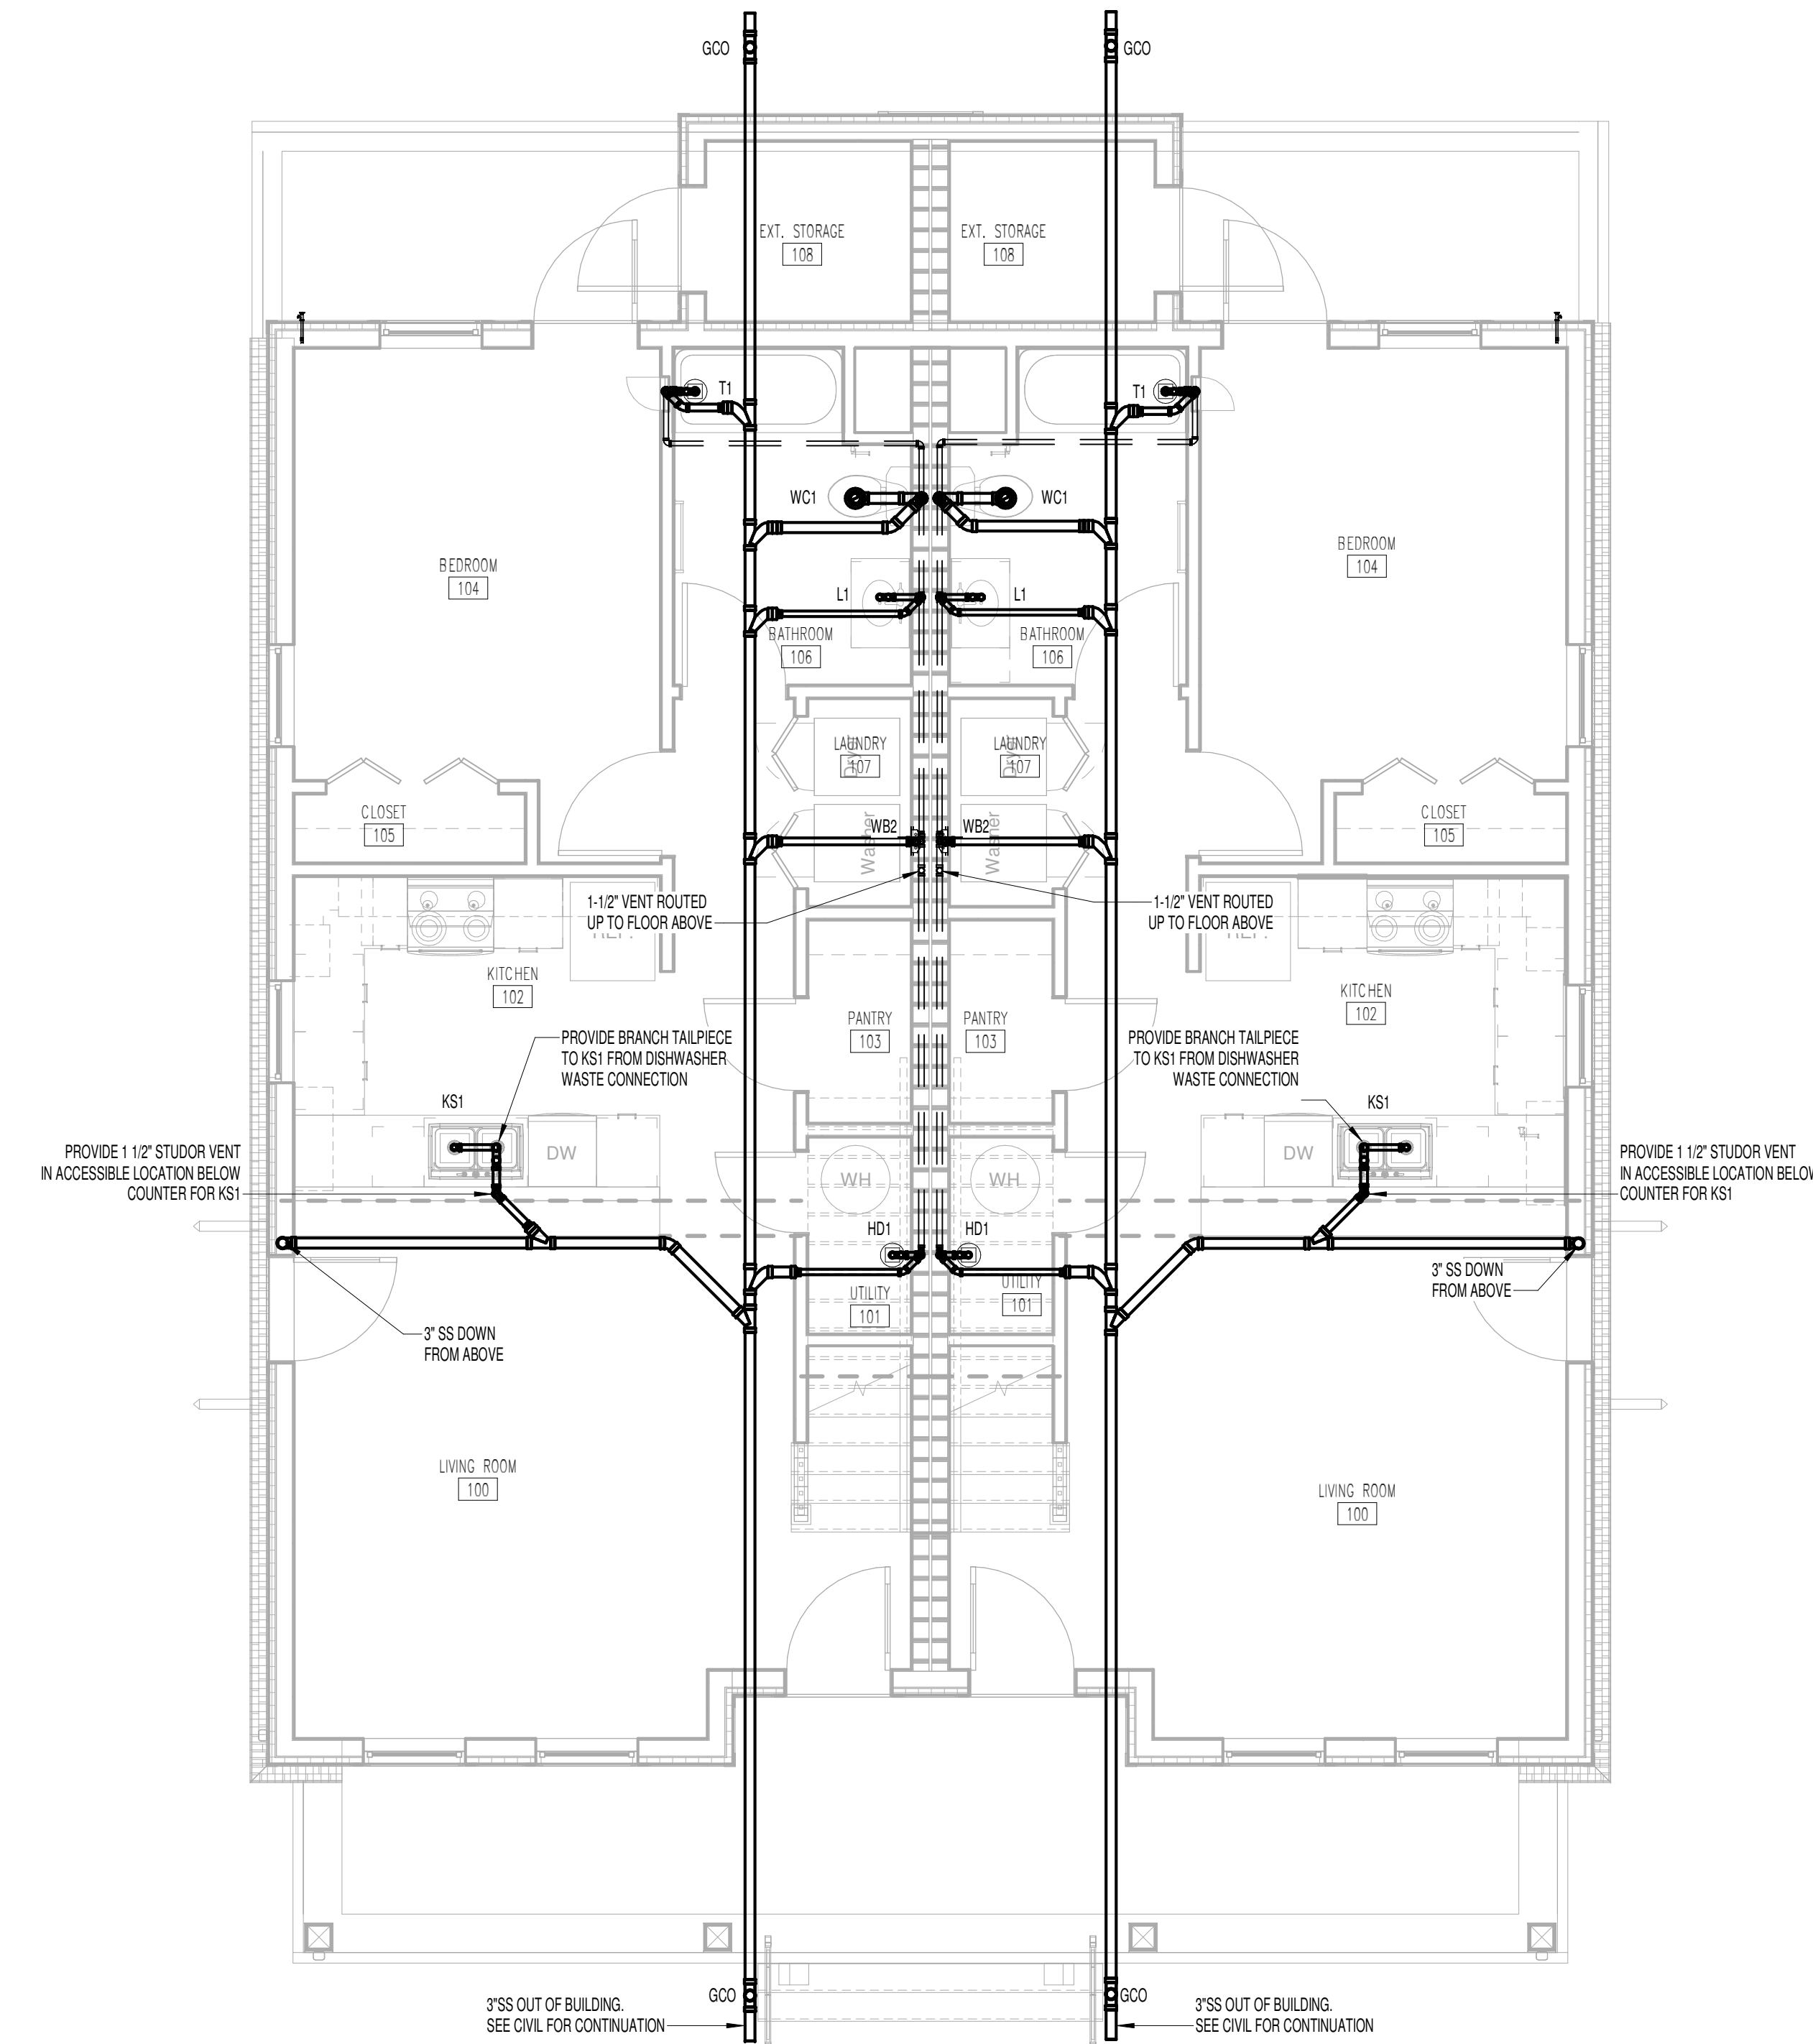 GCO
GCO
EXT. STORAGE
108
EXT. STORAGE
108
T1
T1
WC1
WC1
BEDROOM
104
BEDROOM
104
L1
L1
BATHROOM
106
BATHROOM
106
LAUNDRY
107
Dryer
LAUNDRY
107
Dryer
CLOSET
105
CLOSET
105
WB2
WB2
Washer
Washer
1-1/2" VENT ROUTED
UP TO FLOOR ABOVE
1-1/2" VENT ROUTED
UP TO FLOOR ABOVE
REF.
REF.
KITCHEN
102
KITCHEN
102
PANTRY
103
PANTRY
103
PROVIDE BRANCH TAILPIECE
TO KS1 FROM DISHWASHER
WASTE CONNECTION
PROVIDE BRANCH TAILPIECE
TO KS1 FROM DISHWASHER
WASTE CONNECTION
KS1
KS1
DW
DW
WH
WH
PROVIDE 1 1/2" STUDOR VENT
IN ACCESSIBLE LOCATION BELOW
COUNTER FOR KS1
PROVIDE 1 1/2" STUDOR VENT
IN ACCESSIBLE LOCATION BELOW
COUNTER FOR KS1
HD1
HD1
UTILITY
101
UTILITY
101
3" SS DOWN
FROM ABOVE
3" SS DOWN
FROM ABOVE
LIVING ROOM
100
LIVING ROOM
100
GCO
GCO
3"SS OUT OF BUILDING.
SEE CIVIL FOR CONTINUATION
3"SS OUT OF BUILDING.
SEE CIVIL FOR CONTINUATION